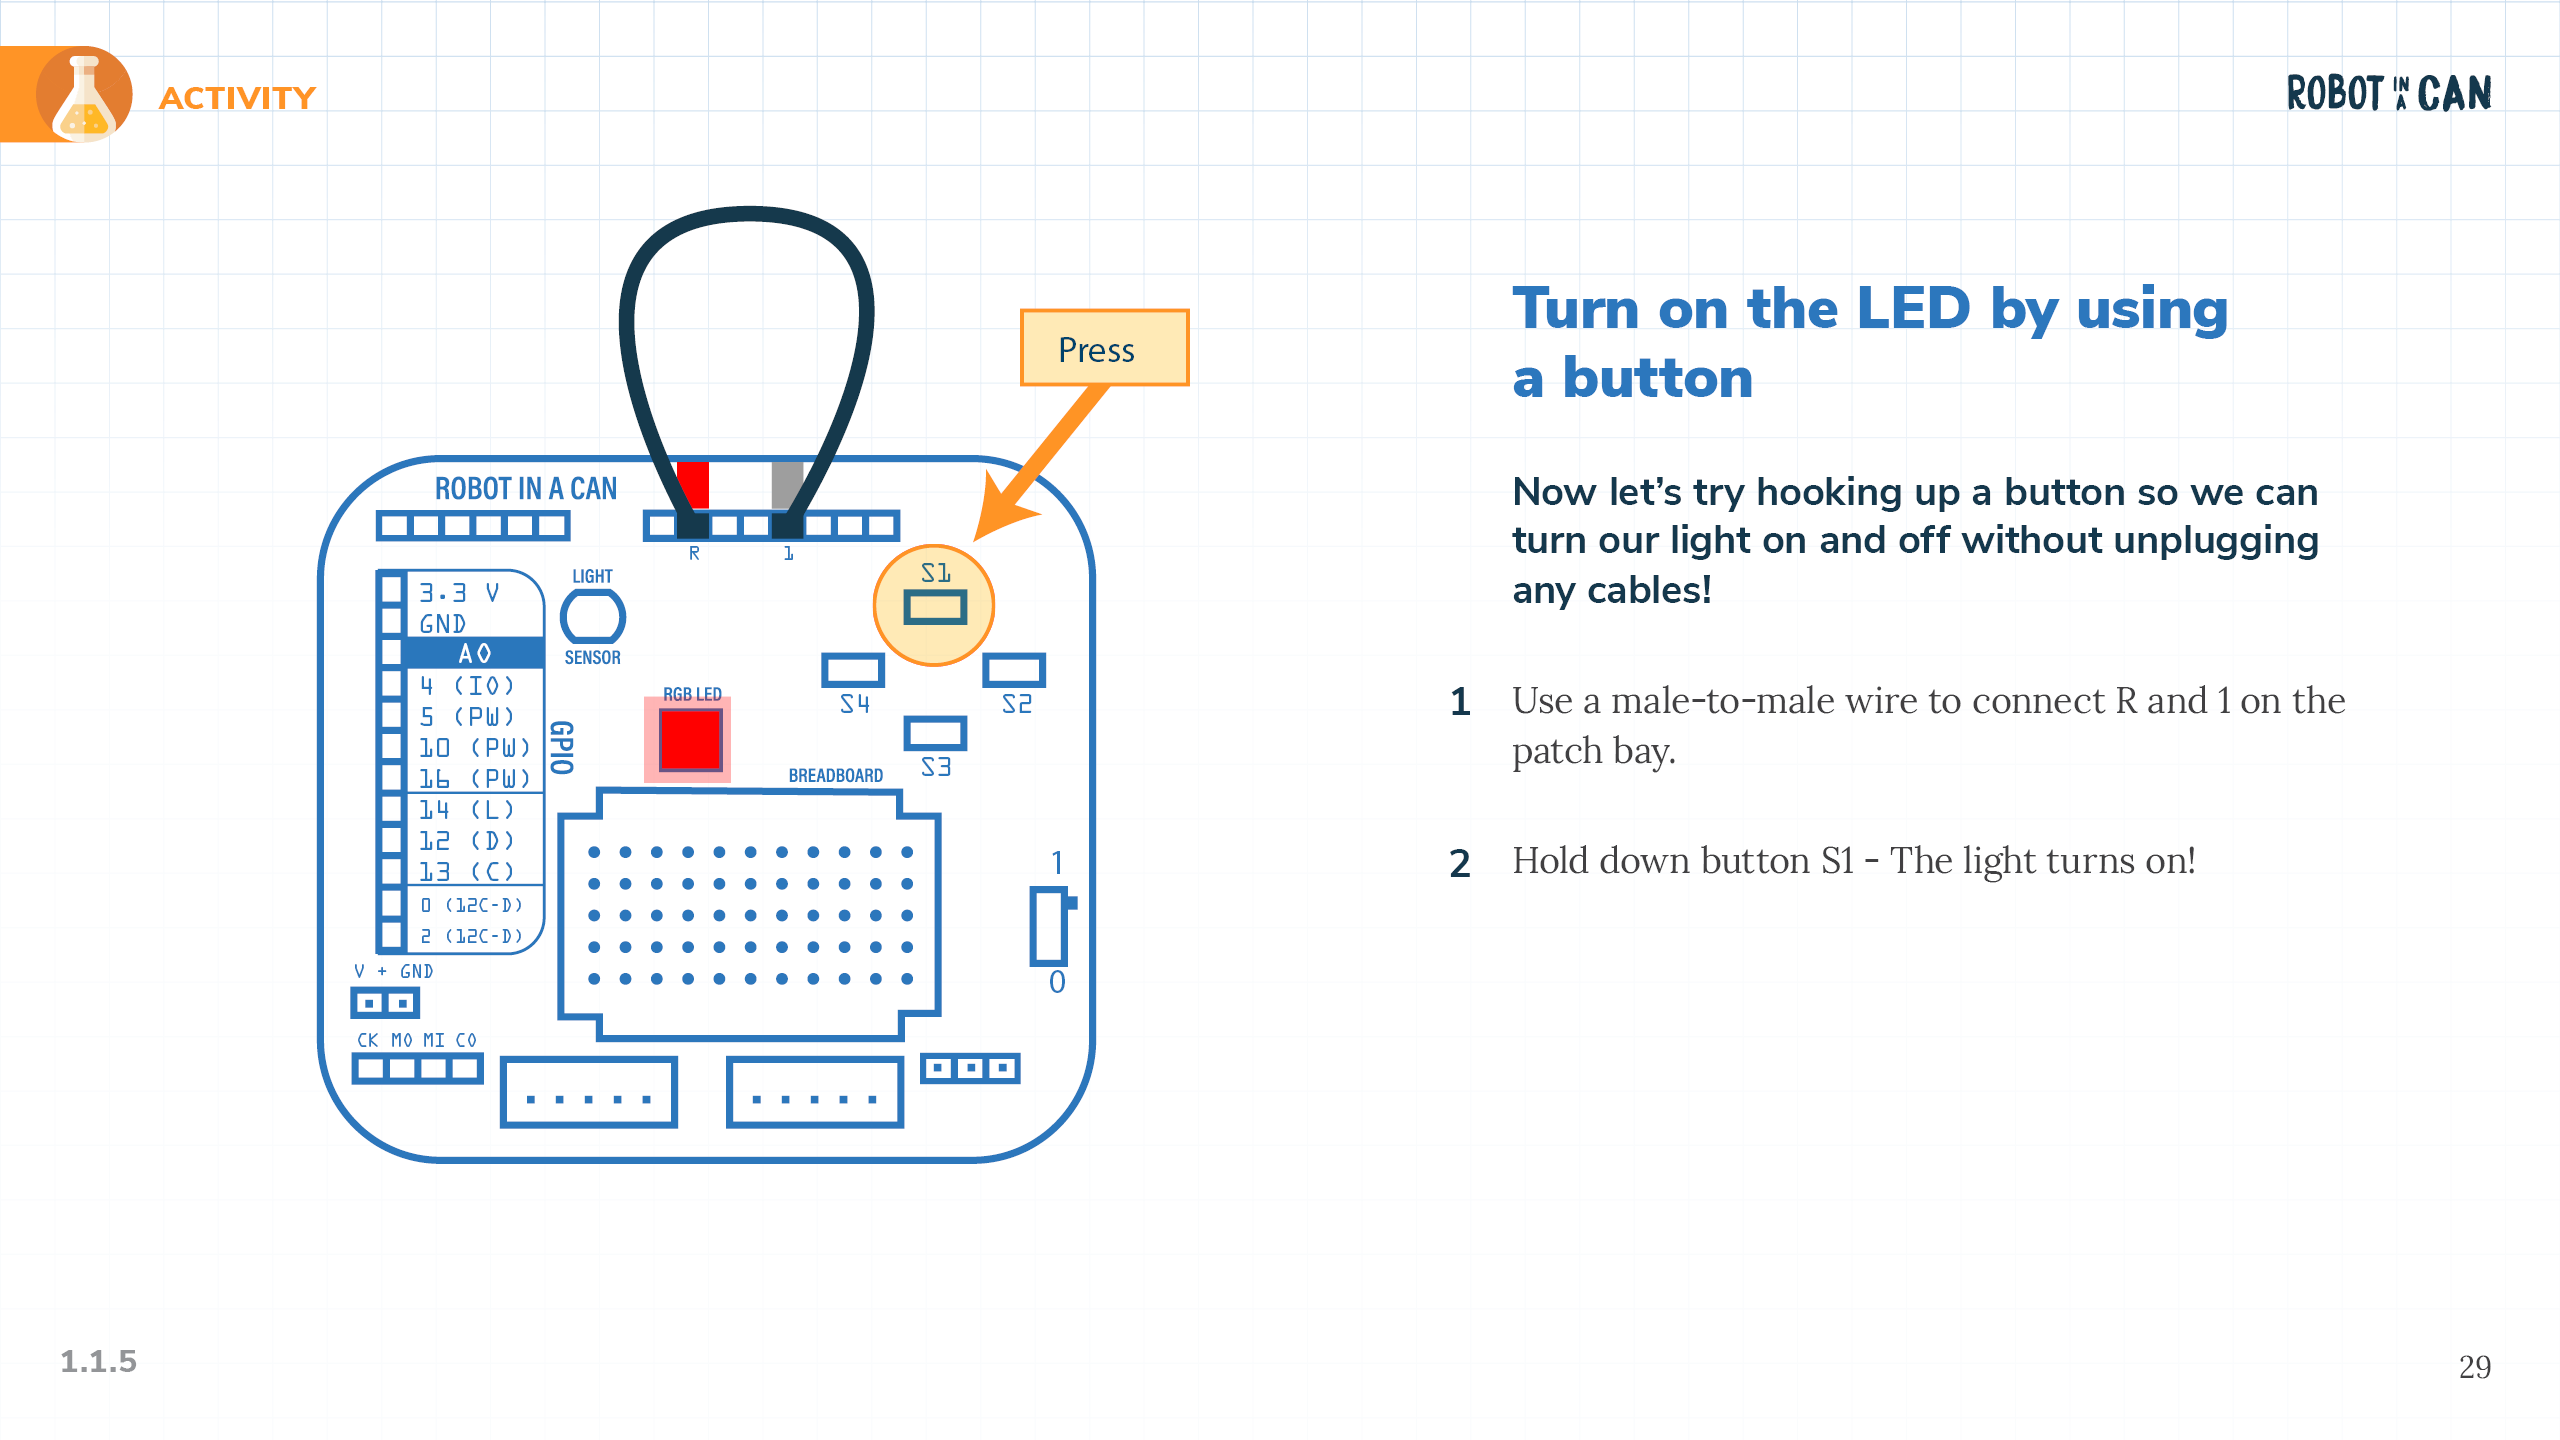 ACTIVITY
ROBOT IN A CAN
Press
ROBOT IN A CAN
R 1
S1
LIGHT
SENSOR
3.3 V
GND
A0
4 (IO)
5 (PW)
10 (PW)
16 (PW)
14 (L)
12 (D)
13 (C)
0 (I2C-D)
2 (I2C-D)
GPIO
RGB LED
S4
S2
S3
BREADBOARD
1
0
V + GND
CK MO MI CO
Turn on the LED by using
a button
Now let’s try hooking up a button so we can
turn our light on and off without unplugging
any cables!
1 Use a male-to-male wire to connect R and 1 on the
patch bay.
2 Hold down button S1 - The light turns on!
1.1.5
29